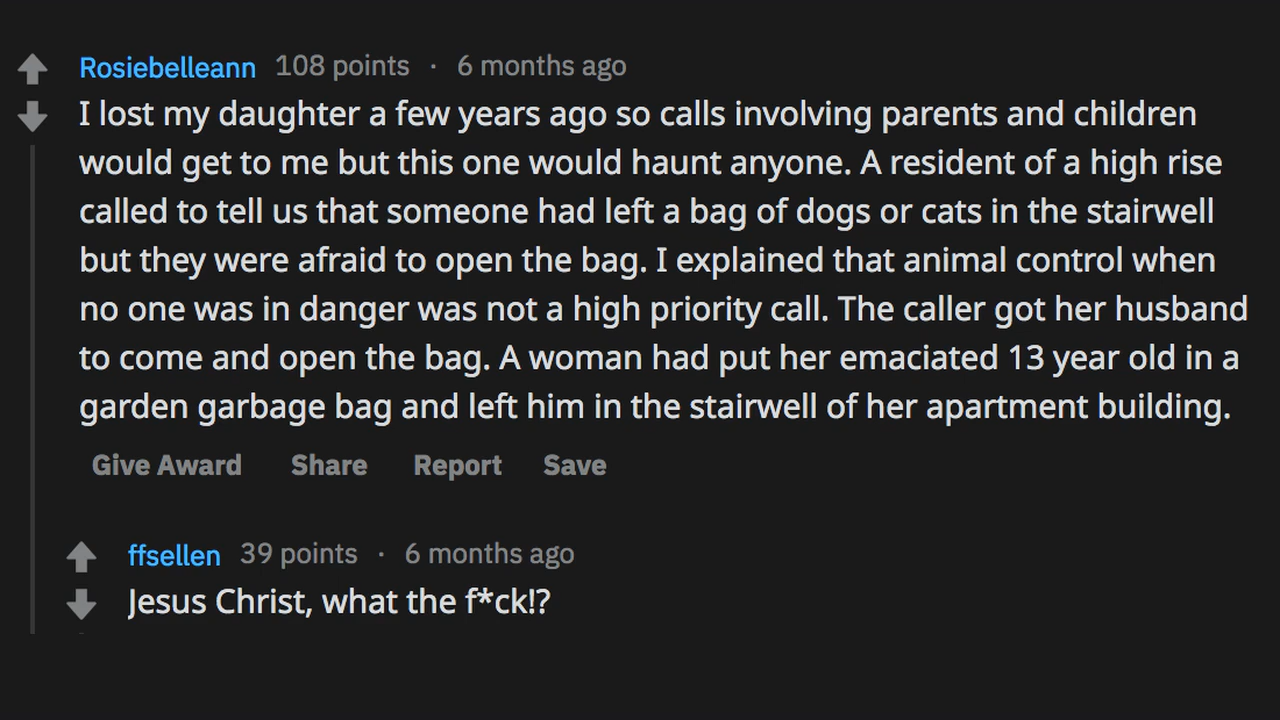 Rosiebelleann 108 points · 6 months ago
I lost my daughter a few years ago so calls involving parents and children
would get to me but this one would haunt anyone. A resident of a high rise
called to tell us that someone had left a bag of dogs or cats in the stairwell
but they were afraid to open the bag. I explained that animal control when
no one was in danger was not a high priority call. The caller got her husband
to come and open the bag. A woman had put her emaciated 13 year old in a
garden garbage bag and left him in the stairwell of her apartment building.
Give Award Share Report Save
ffsellen 39 points · 6 months ago
Jesus Christ, what the f*ck!?